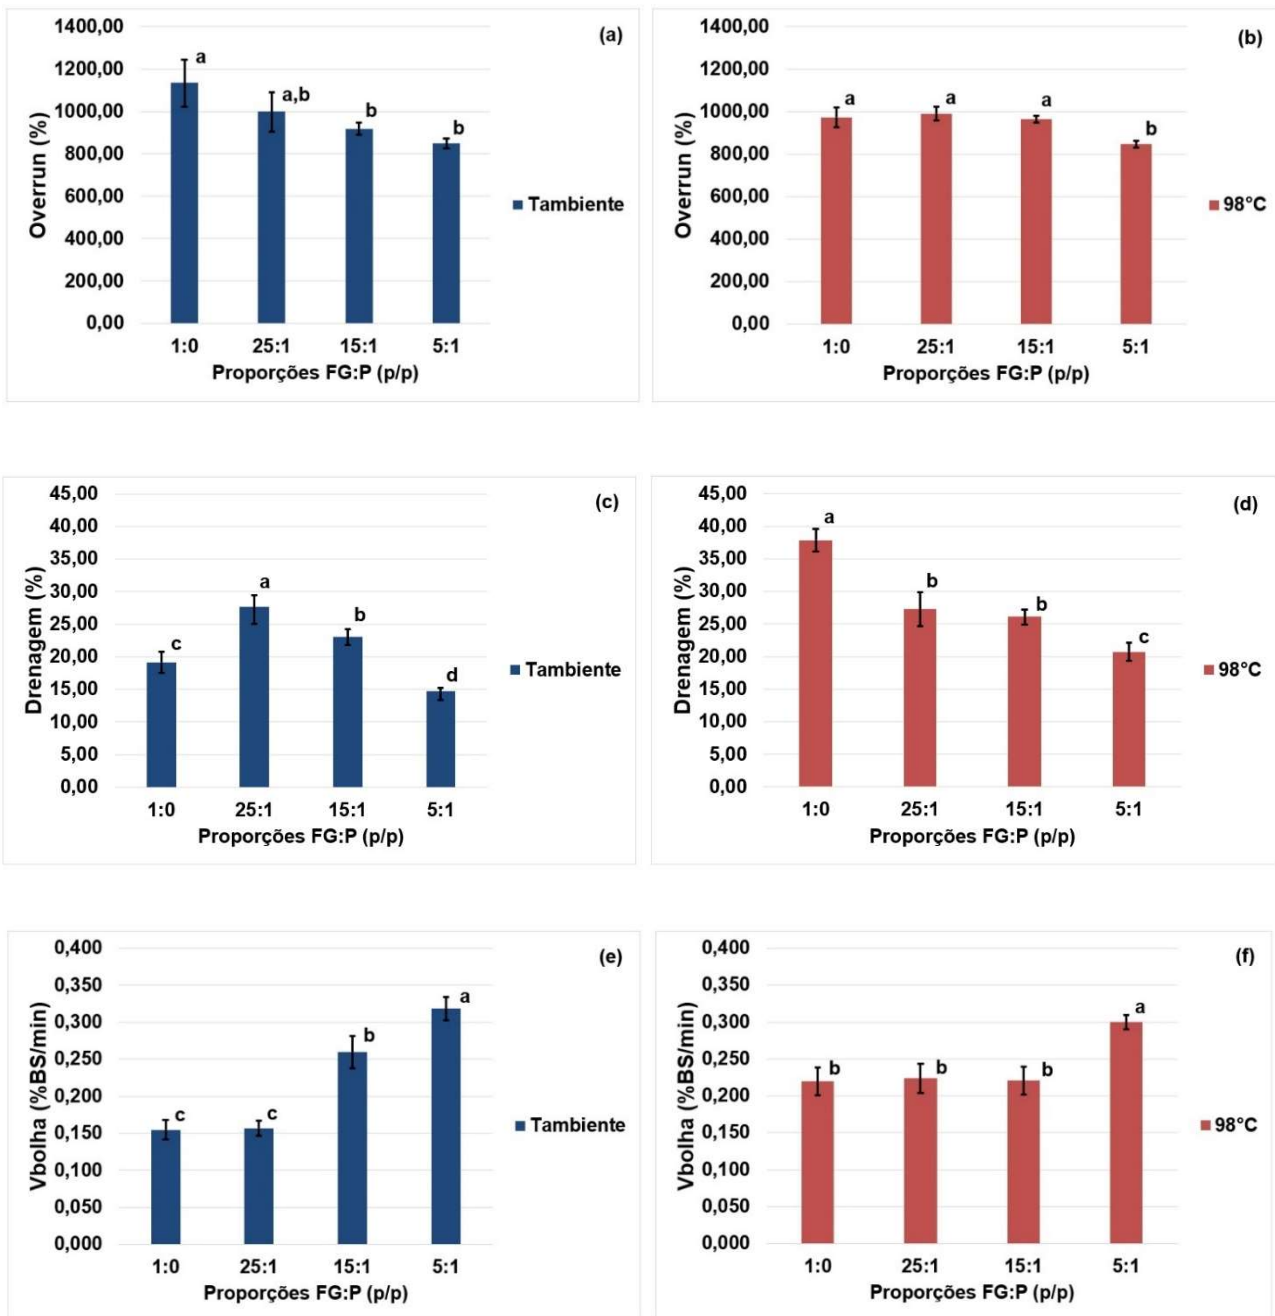 1400,00
1200,00
1000,00
800,00
600,00
400,00
200,00
0,00
Overrun (%)
(a)
a
a,b
b
b
Tambiente
1:0 25:1 15:1 5:1
Proporções FG:P (p/p)
1400,00
1200,00
1000,00
800,00
600,00
400,00
200,00
0,00
Overrun (%)
(b)
a
a
a
b
98°C
1:0 25:1 15:1 5:1
Proporções FG:P (p/p)
45,00
40,00
35,00
30,00
25,00
20,00
15,00
10,00
5,00
0,00
Drenagem (%)
(c)
c
a
b
d
Tambiente
1:0 25:1 15:1 5:1
Proporções FG:P (p/p)
45,00
40,00
35,00
30,00
25,00
20,00
15,00
10,00
5,00
0,00
Drenagem (%)
(d)
a
b
b
c
98°C
1:0 25:1 15:1 5:1
Proporções FG:P (p/p)
0,400
0,350
0,300
0,250
0,200
0,150
0,100
0,050
0,000
Vbolha (%BS/min)
(e)
c
c
b
a
Tambiente
1:0 25:1 15:1 5:1
Proporções FG:P (p/p)
0,400
0,350
0,300
0,250
0,200
0,150
0,100
0,050
0,000
Vbolha (%BS/min)
(f)
b
b
b
a
98°C
1:0 25:1 15:1 5:1
Proporções FG:P (p/p)